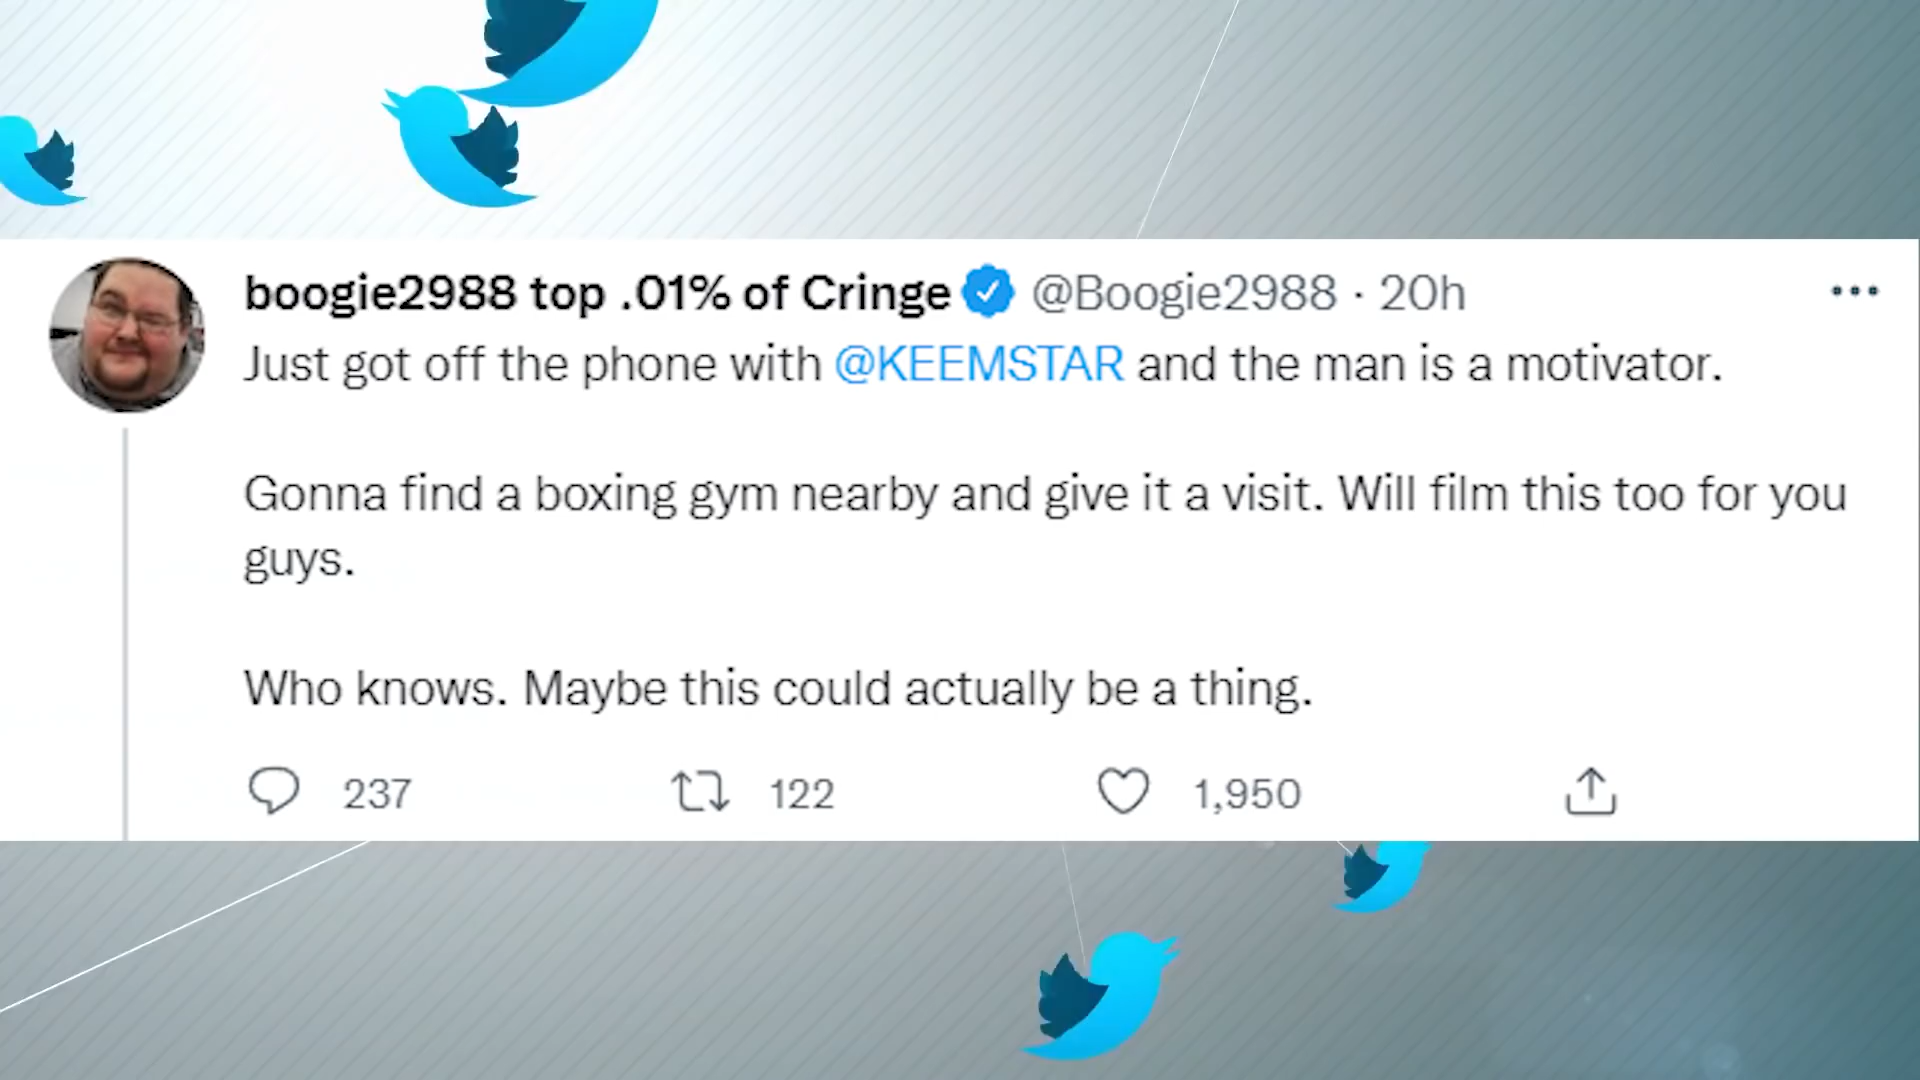 boogie2988 top .01% of Cringe @Boogie2988 · 20h
Just got off the phone with @KEEMSTAR and the man is a motivator.
Gonna find a boxing gym nearby and give it a visit. Will film this too for you
guys.
Who knows. Maybe this could actually be a thing.
237 122 1,950